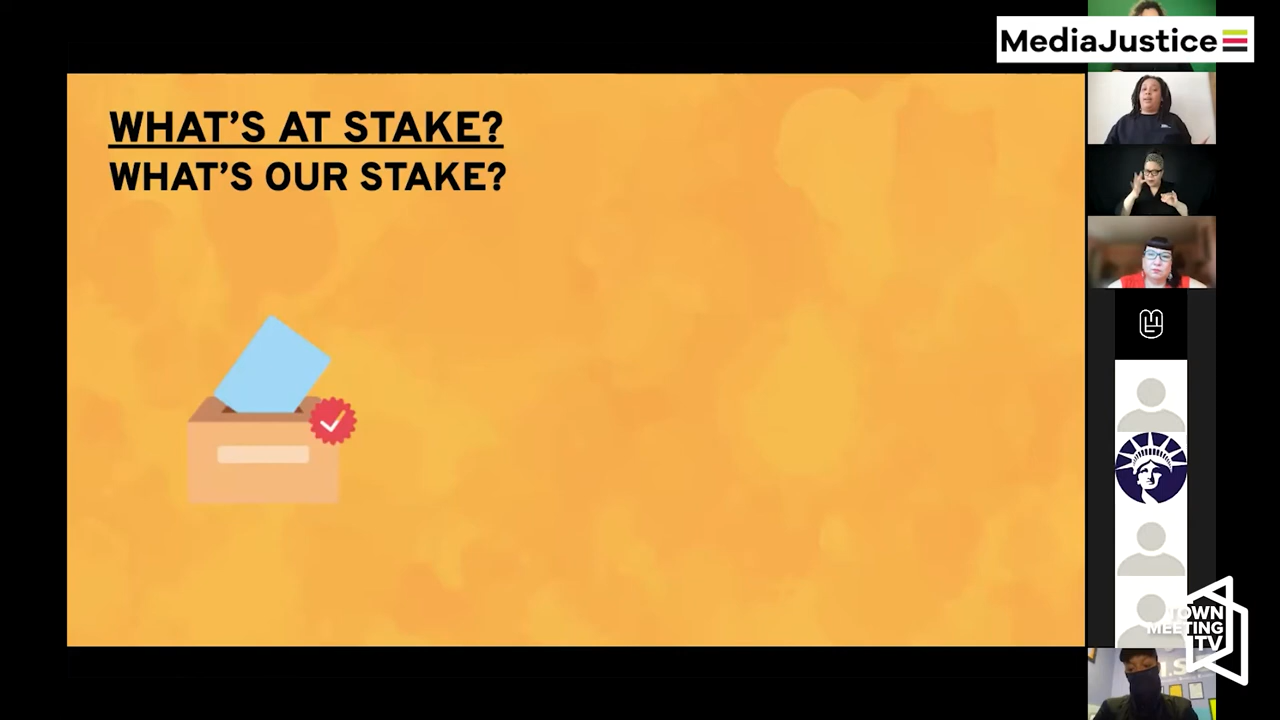 MediaJustice
WHAT'S AT STAKE?
WHAT'S OUR STAKE?
TOWN
MEETING
TV